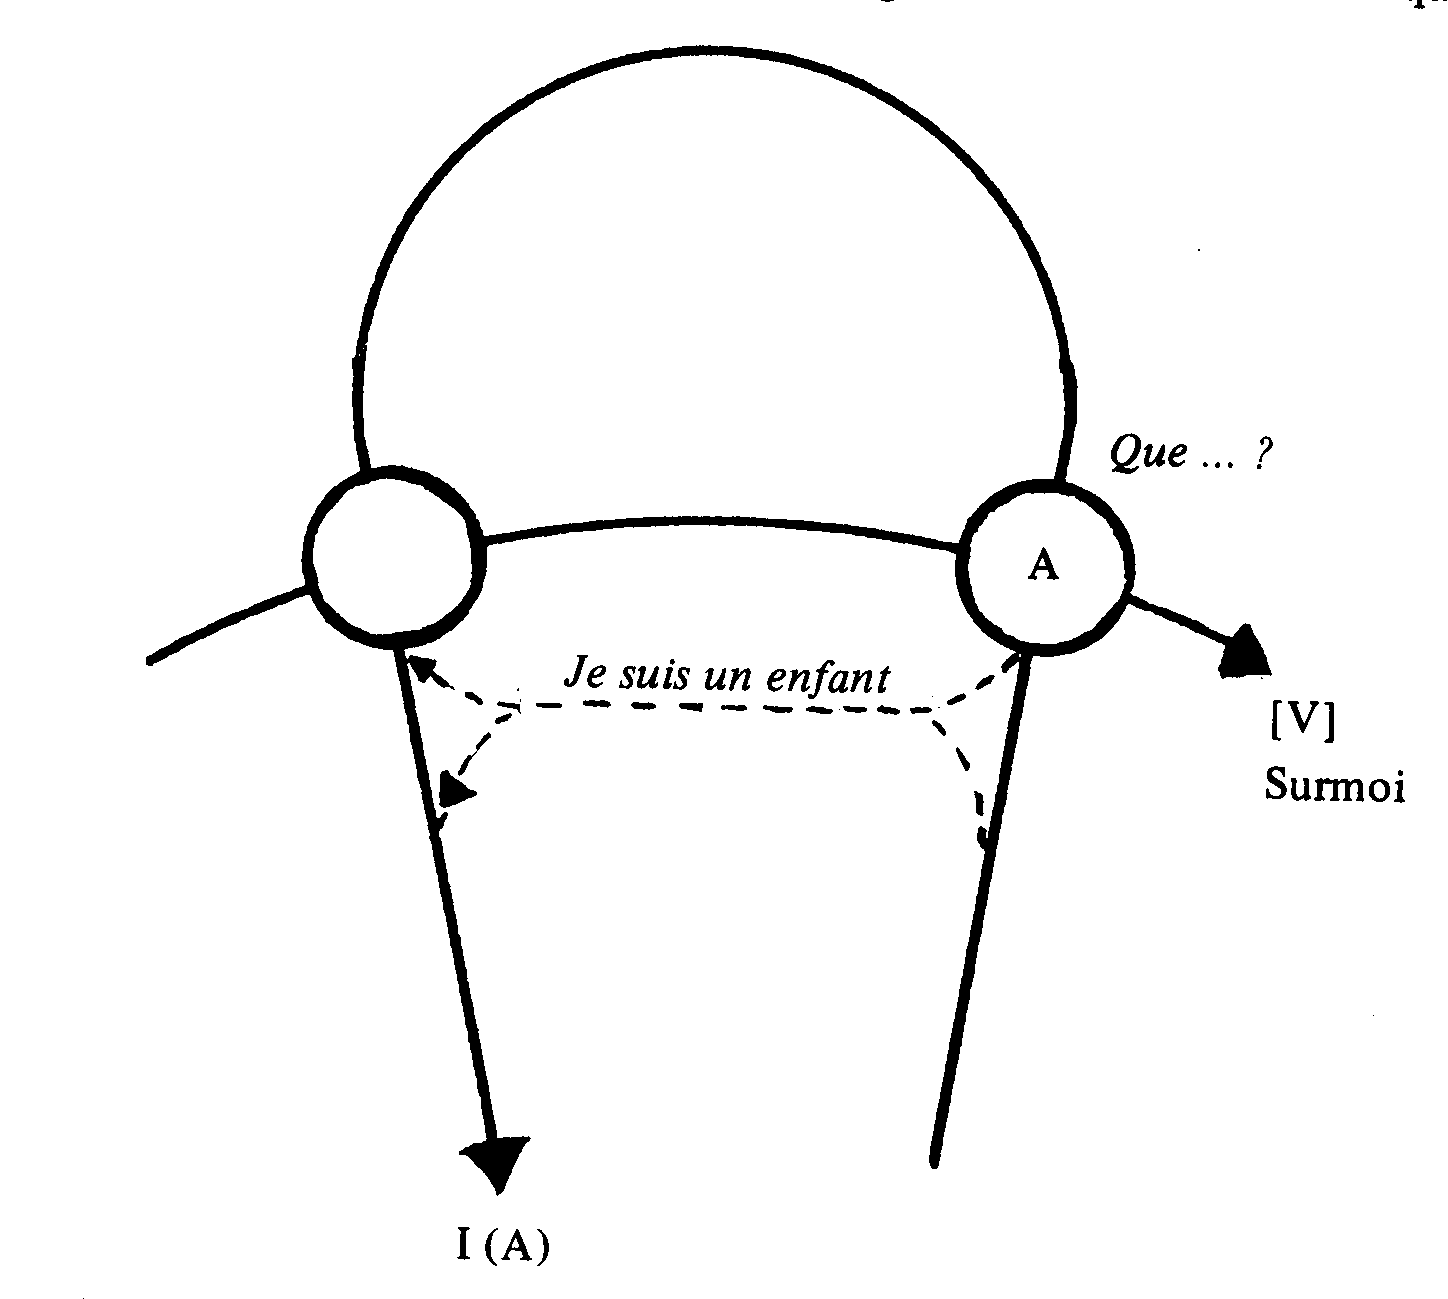 Que ... ?
A
Je suis un enfant
[V]
Surmoi
I (A)